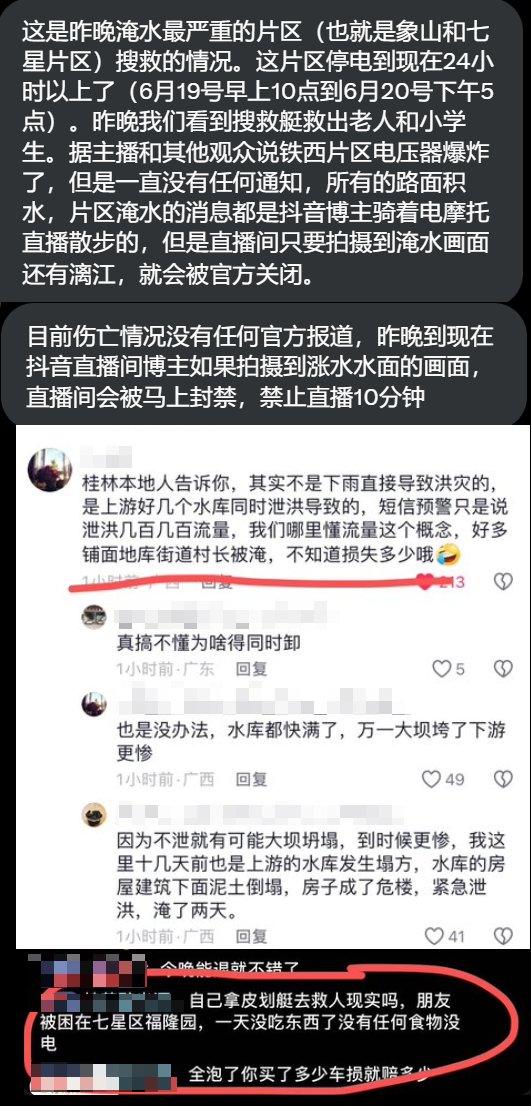 这是昨晚淹水最严重的片区（也就是象山和七
星片区）搜救的情况。这片区停电到现在24小
时以上了（6月19号早上10点到6月20号下午5
点）。昨晚我们看到搜救艇救出老人和小学
生。据主播和其他观众说铁西片区电压器爆炸
了，但是一直没有任何通知，所有的路面积
水，片区淹水的消息都是抖音博主骑着电摩托
直播散步的，但是直播间只要拍摄到淹水画面
还有漓江，就会被官方关闭。
目前伤亡情况没有任何官方报道，昨晚到现在
抖音直播间博主如果拍摄到涨水水面的画面，
直播间会被马上封禁，禁止直播10分钟
桂林本地人告诉你，其实不是下雨直接导致洪灾的，
是上游好几个水库同时泄洪导致的，短信预警只是说
泄洪几百几百流量，我们哪里懂流量这个概念，好多
铺面地库街道村长被淹，不知道损失多少哦🤣
1小时前·广西 回复 213
真搞不懂为啥得同时卸
1小时前·广东 回复 5
也是没办法，水库都快满了，万一大坝垮了下游
更惨
1小时前·广西 回复 49
因为不泄就有可能大坝坍塌，到时候更惨，我这
里十几天前也是上游的水库发生塌方，水库的房
屋建筑下面泥土倒塌，房子成了危楼，紧急泄
洪，淹了两天。
1小时前·广西 回复 41
今晚能退就不错了
自己拿皮划艇去救人现实吗，朋友
被困在七星区福隆园，一天没吃东西了没有任何食物没
电
全泡了你买了多少车损就赔多少